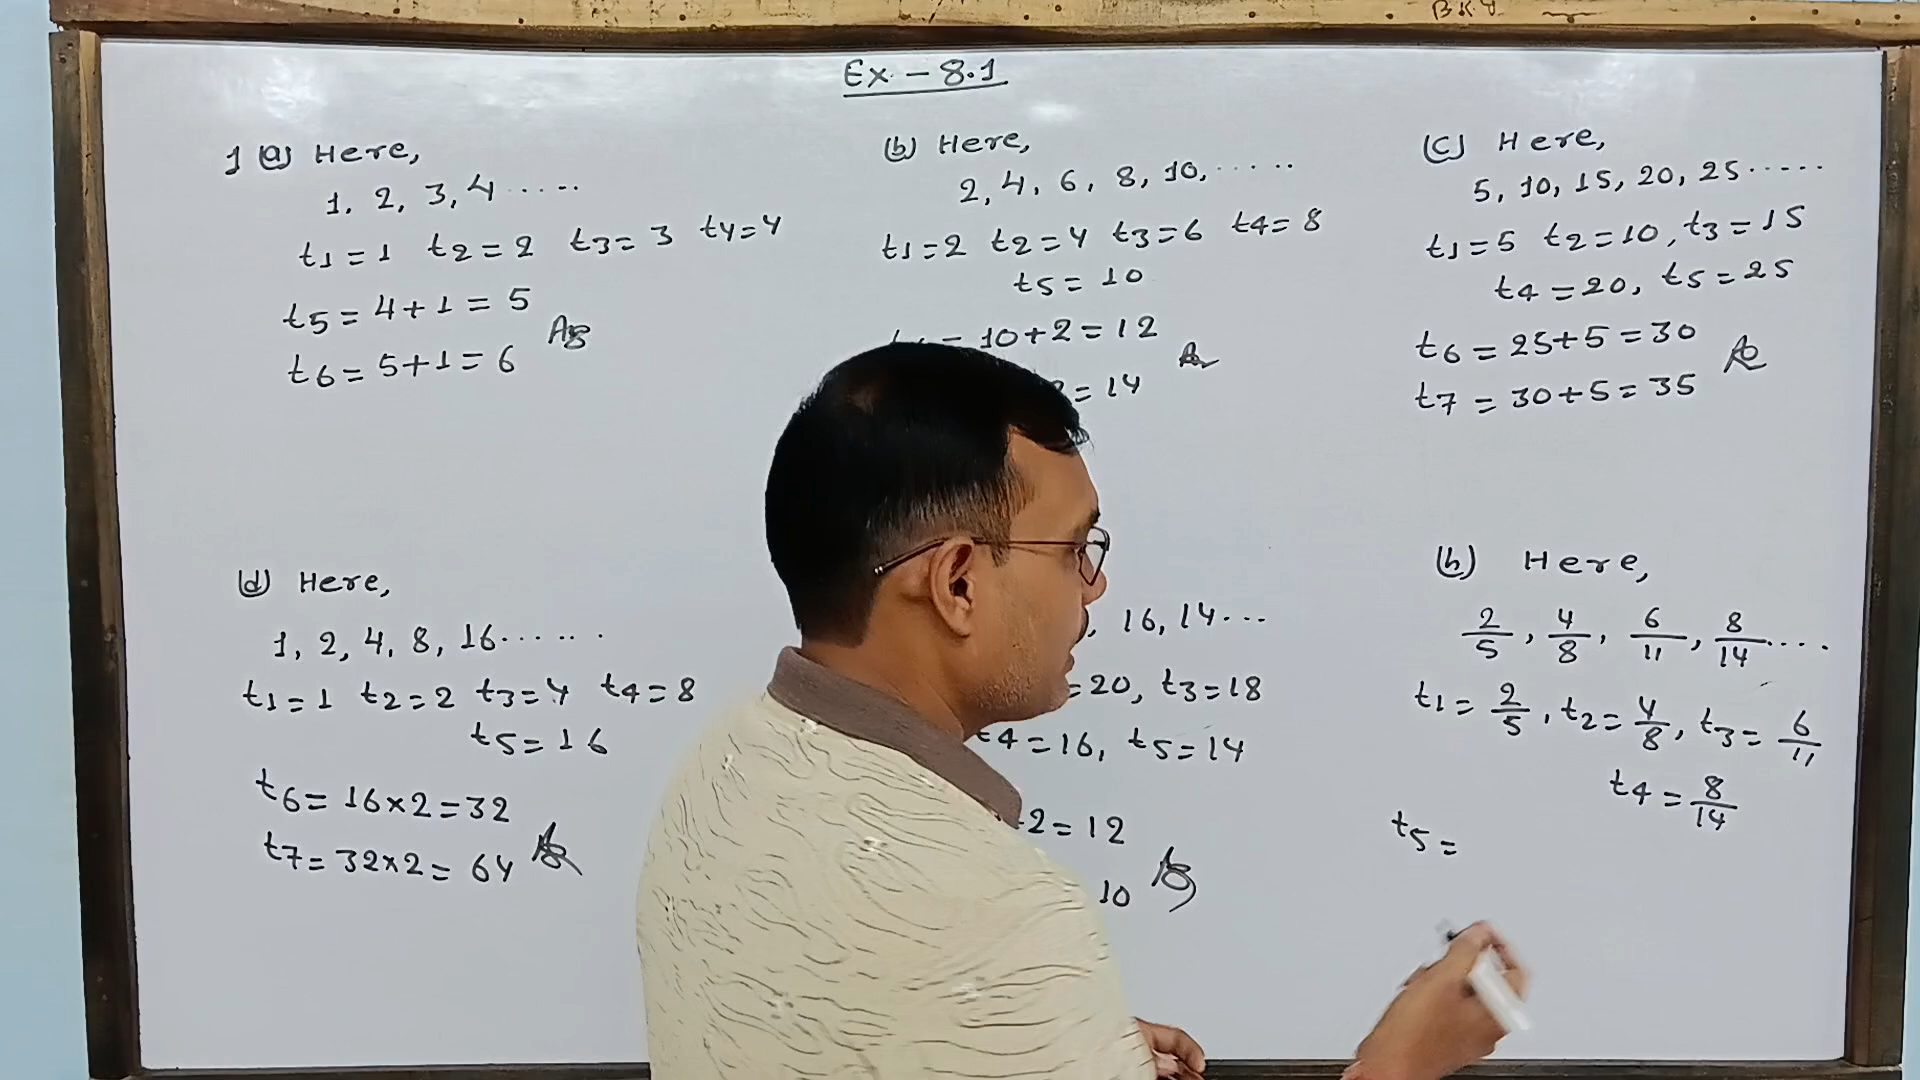 B.K.Y
Ex. - 8.1
1 (a) Here,
1, 2, 3, 4 .....
t1 = 1 t2 = 2 t3 = 3 t4 = 4
t5 = 4+1 = 5
t6 = 5+1 = 6
(b) Here,
2, 4, 6, 8, 10, .....
t1 = 2 t2 = 4 t3 = 6 t4 = 8
t5 = 10
= 10+2 = 12
= 14
(c) Here,
5, 10, 15, 20, 25 .....
t1 = 5 t2 = 10, t3 = 15
t4 = 20, t5 = 25
t6 = 25+5 = 30
t7 = 30+5 = 35
(d) Here,
1, 2, 4, 8, 16 ......
t1 = 1 t2 = 2 t3 = 4 t4 = 8
t5 = 16
t6 = 16×2 = 32
t7 = 32×2 = 64
, 16, 14 ...
= 20, t3 = 18
t4 = 16, t5 = 14
-2 = 12
10
(h) Here,
2/5, 4/8, 6/11, 8/14 ....
t1 = 2/5, t2 = 4/8, t3 = 6/11
t4 = 8/14
t5 =